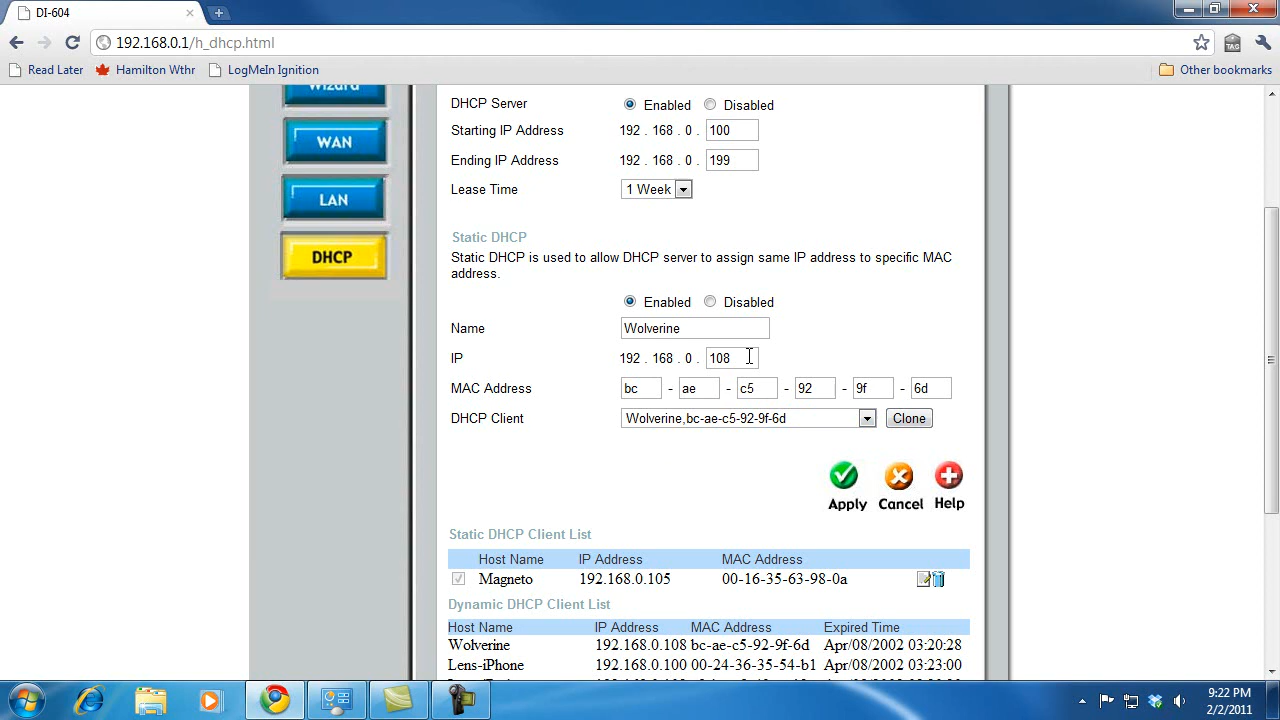 DI-604
192.168.0.1/h_dhcp.html
Read Later Hamilton Wthr LogMeIn Ignition Other bookmarks
Wizard
WAN
LAN
DHCP
DHCP Server Enabled Disabled
Starting IP Address 192 . 168 . 0 . 100
Ending IP Address 192 . 168 . 0 . 199
Lease Time 1 Week
Static DHCP
Static DHCP is used to allow DHCP server to assign same IP address to specific MAC
address.
Enabled Disabled
Name Wolverine
IP 192 . 168 . 0 . 108
MAC Address bc - ae - c5 - 92 - 9f - 6d
DHCP Client Wolverine,bc-ae-c5-92-9f-6d Clone
Apply Cancel Help
Static DHCP Client List
Host Name IP Address MAC Address
Magneto 192.168.0.105 00-16-35-63-98-0a
Dynamic DHCP Client List
Host Name IP Address MAC Address Expired Time
Wolverine 192.168.0.108 bc-ae-c5-92-9f-6d Apr/08/2002 03:20:28
Lens-iPhone 192.168.0.100 00-24-36-35-54-b1 Apr/08/2002 03:23:00
9:22 PM
2/2/2011